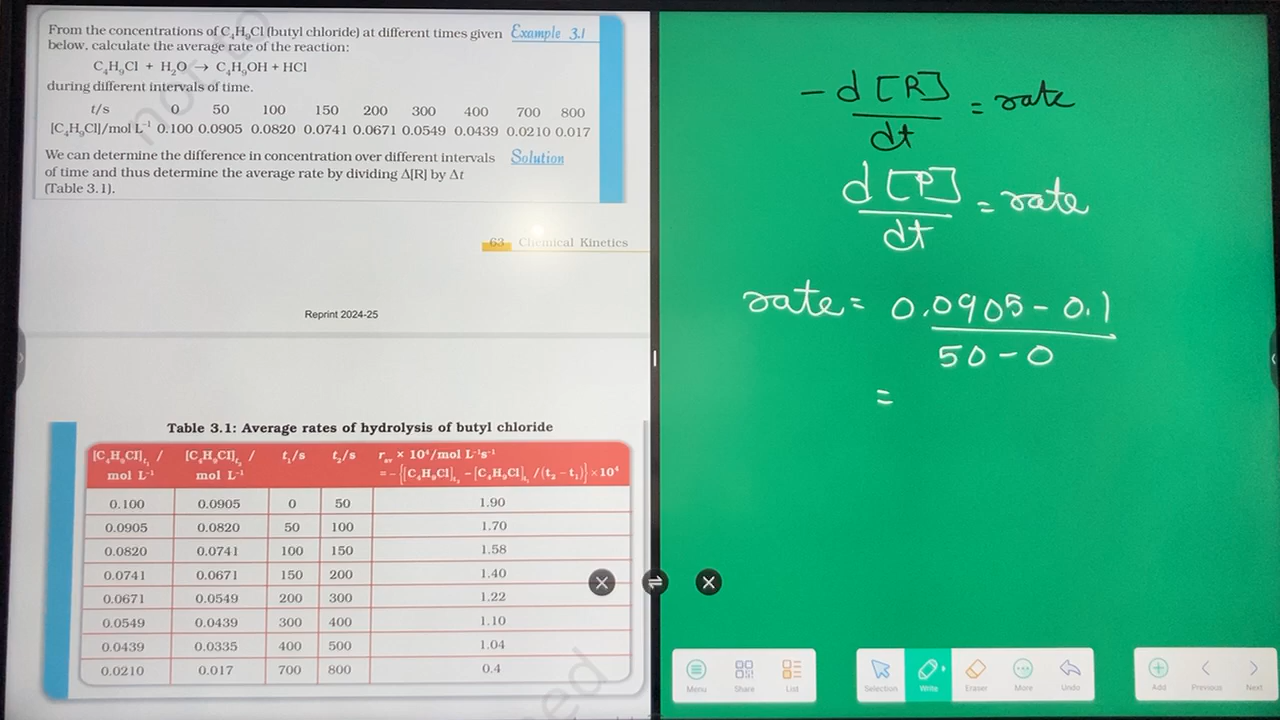 From the concentrations of C₄H₉Cl (butyl chloride) at different times given Example 3.1
below, calculate the average rate of the reaction:
C₄H₉Cl + H₂O → C₄H₉OH + HCl
during different intervals of time.
t/s 0 50 100 150 200 300 400 700 800
[C₄H₉Cl]/mol L⁻¹ 0.100 0.0905 0.0820 0.0741 0.0671 0.0549 0.0439 0.0210 0.017
We can determine the difference in concentration over different intervals Solution
of time and thus determine the average rate by dividing Δ[R] by Δt
(Table 3.1).
63 Chemical Kinetics
Reprint 2024-25
Table 3.1: Average rates of hydrolysis of butyl chloride
[C₄H₉Cl]t₁ / mol L⁻¹ [C₄H₉Cl]t₂ / mol L⁻¹ t₁/s t₂/s rav × 10⁴/mol L⁻¹s⁻¹
= – {[C₄H₉Cl]t₂ – [C₄H₉Cl]t₁ / (t₂ – t₁)} × 10⁴
0.100 0.0905 0 50 1.90
0.0905 0.0820 50 100 1.70
0.0820 0.0741 100 150 1.58
0.0741 0.0671 150 200 1.40
0.0671 0.0549 200 300 1.22
0.0549 0.0439 300 400 1.10
0.0439 0.0335 400 500 1.04
0.0210 0.017 700 800 0.4
- d[R]
= rate
dt
d[P]
= rate
dt
rate = 0.0905 - 0.1
50 - 0
=
Menu Share List Selection Write Eraser More Undo Add Previous Next